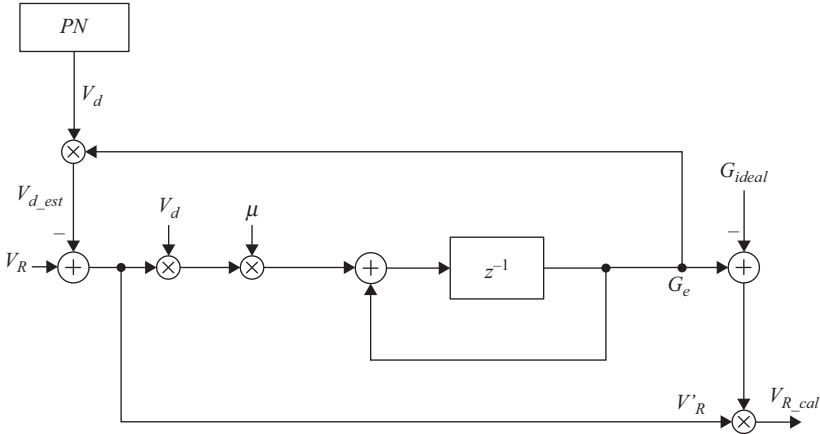 PN
V_d
G_ideal
V_d_est
V_d
μ
–
–
V_R
+
×
×
+
z⁻¹
G_e
+
V'_R
V_R_cal
×
×